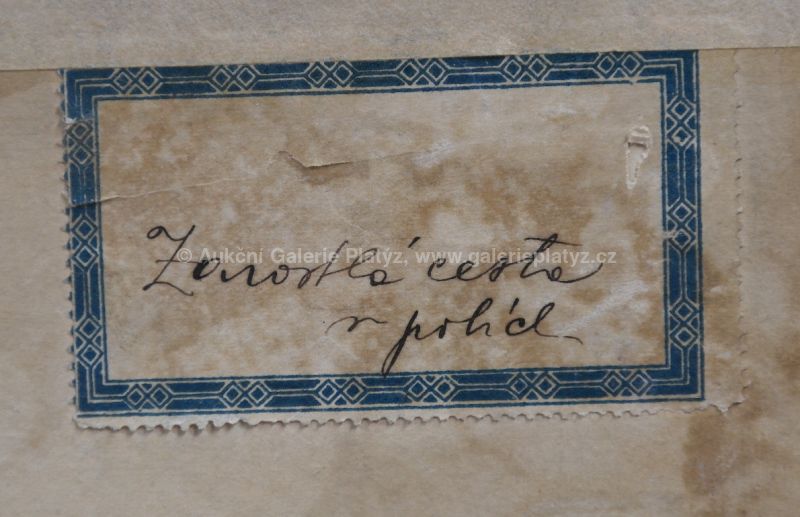 Zarostlá cesta
v polích
© Aukční Galerie Platýz, www.galerieplatyz.cz